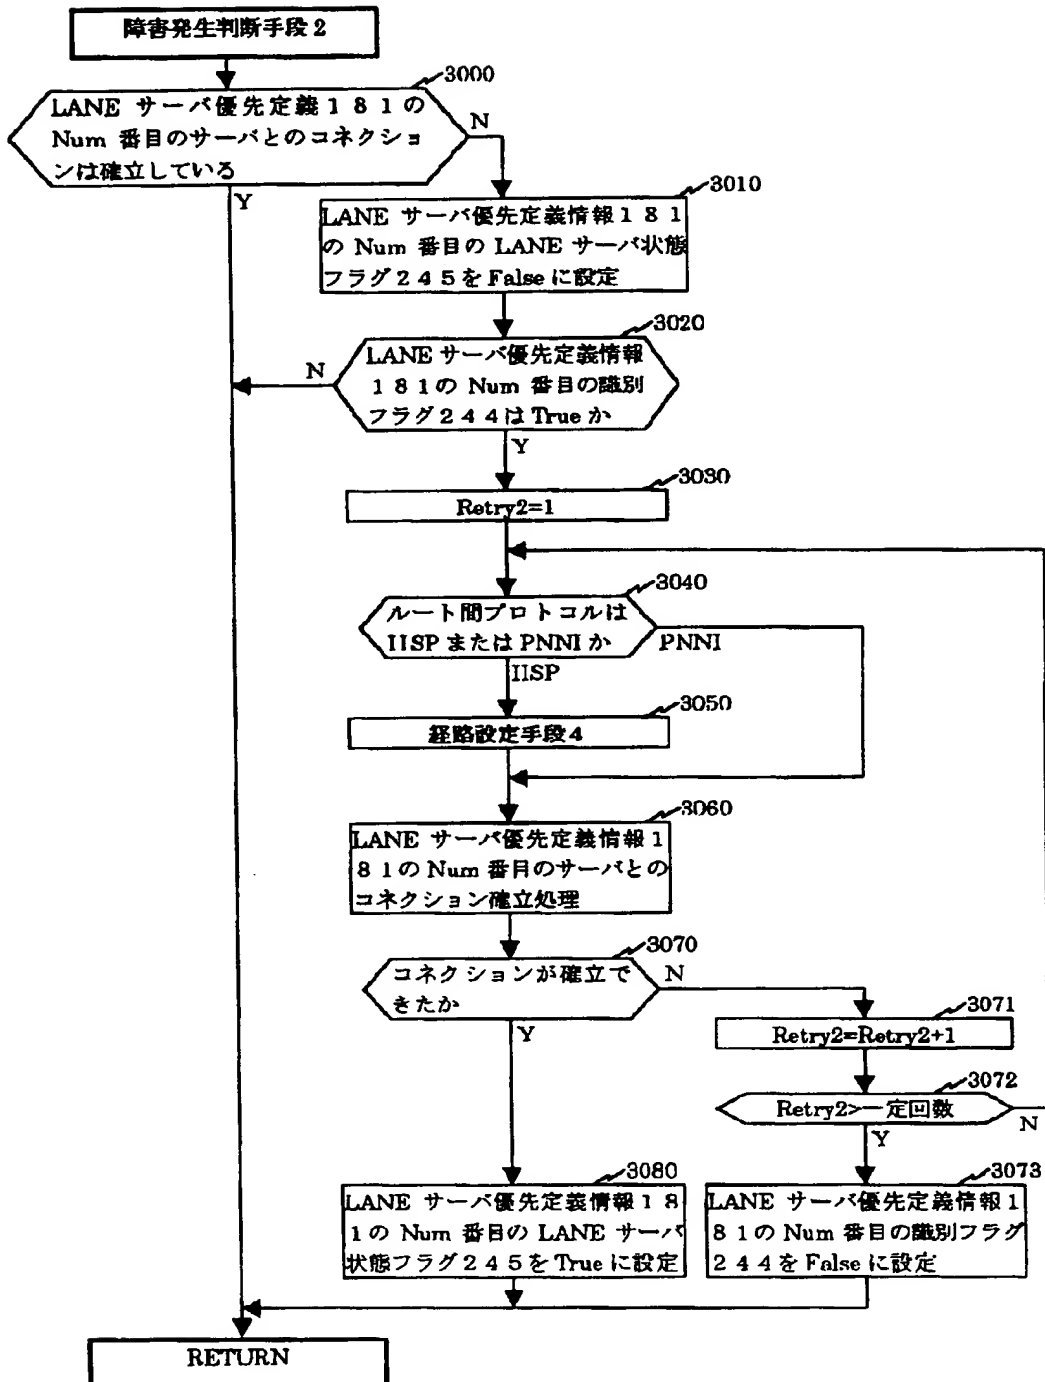 障害発生判断手段2
3000
LANE サーバ優先定義181の
Num 番目のサーバとのコネクショ
ンは確立している
N
Y
3010
LANE サーバ優先定義情報181
の Num 番目の LANE サーバ状態
フラグ245を False に設定
3020
LANE サーバ優先定義情報
181の Num 番目の識別
フラグ244は True か
N
Y
3030
Retry2=1
3040
ルート間プロトコルは
IISP または PNNI か
PNNI
IISP
3050
経路設定手段4
3060
LANE サーバ優先定義情報1
81の Num 番目のサーバとの
コネクション確立処理
3070
コネクションが確立で
きたか
N
Y
3071
Retry2=Retry2+1
3072
Retry2>一定回数
N
Y
3080
LANE サーバ優先定義情報18
1の Num 番目の LANE サーバ
状態フラグ245を True に設定
3073
LANE サーバ優先定義情報1
81の Num 番目の識別フラグ
244を False に設定
RETURN